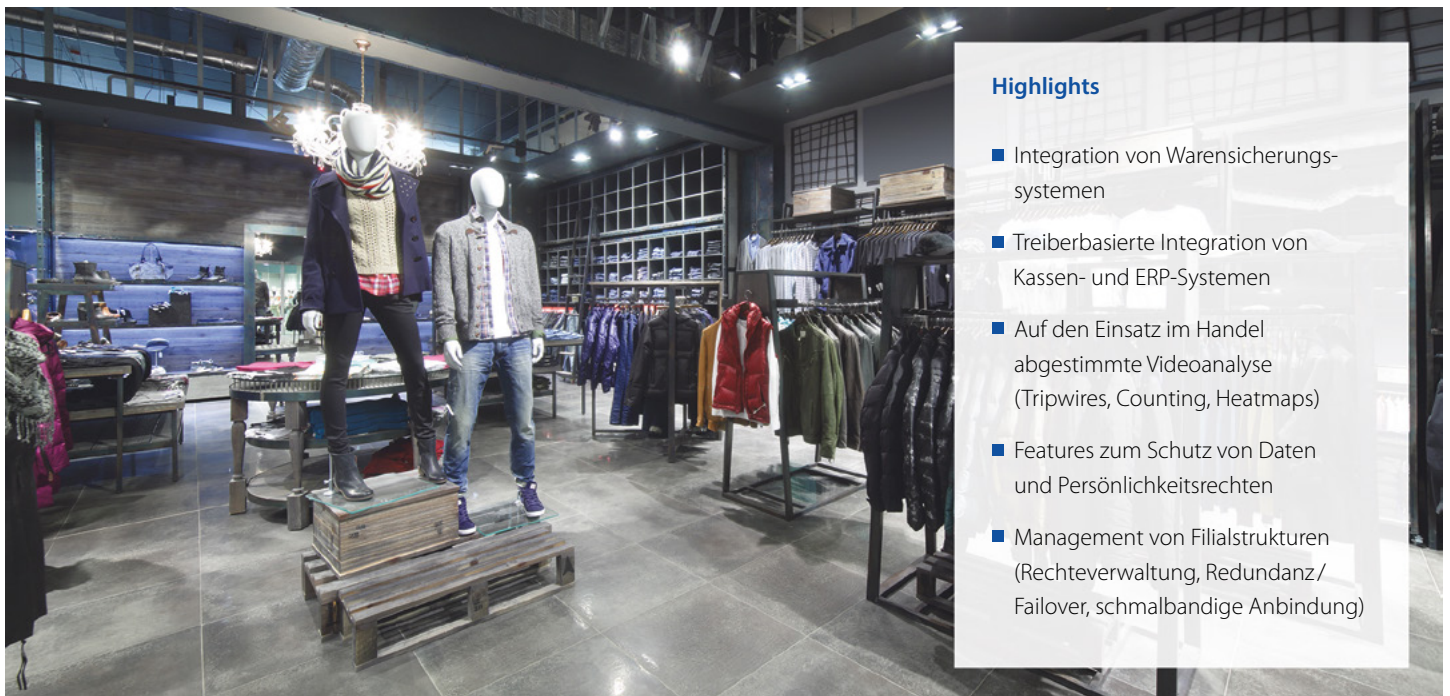 Highlights
Integration von Warensicherungs-
systemen
Treiberbasierte Integration von
Kassen- und ERP-Systemen
Auf den Einsatz im Handel
abgestimmte Videoanalyse
(Tripwires, Counting, Heatmaps)
Features zum Schutz von Daten
und Persönlichkeitsrechten
Management von Filialstrukturen
(Rechteverwaltung, Redundanz/
Failover, schmalbandige Anbindung)